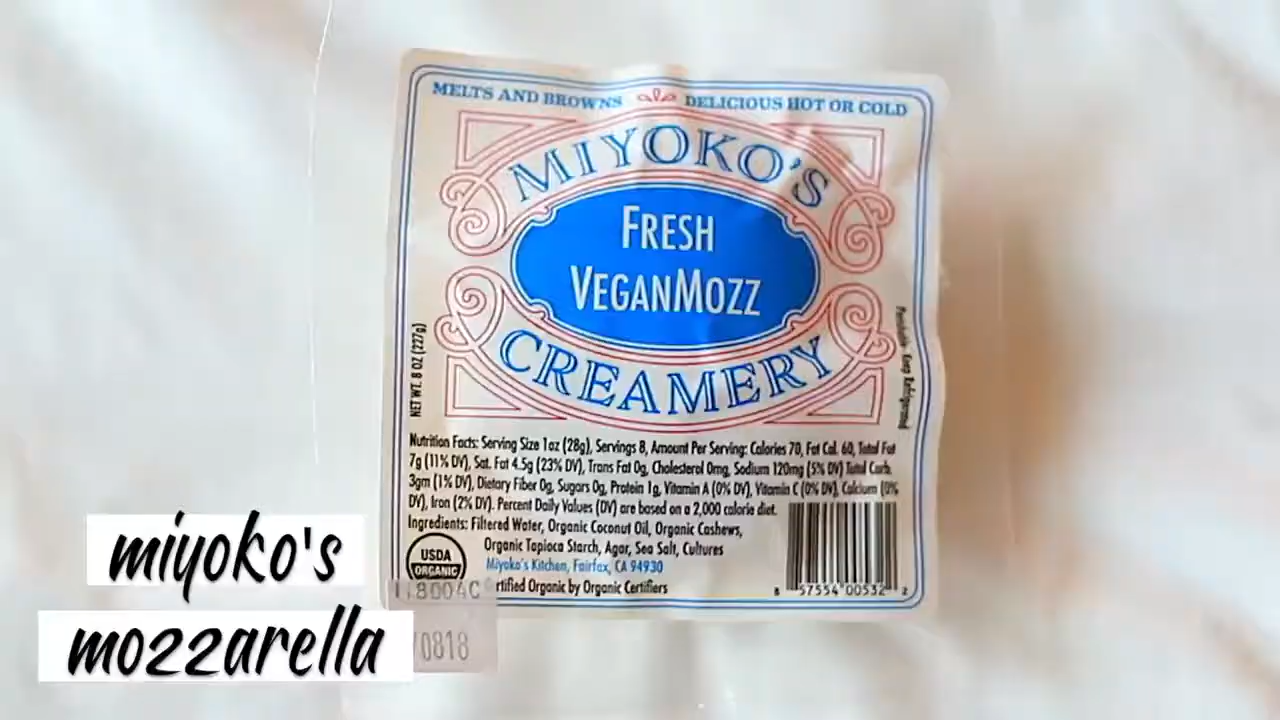 MELTS AND BROWNS DELICIOUS HOT OR COLD
MIYOKO'S
FRESH
VEGANMOZZ
CREAMERY
NET WT. 8 OZ (227g)
Perishable · Keep Refrigerated
Nutrition Facts: Serving Size 1oz (28g), Servings 8, Amount Per Serving: Calories 70, Fat Cal. 60, Total Fat
7g (11% DV), Sat. Fat 4.5g (23% DV), Trans Fat 0g, Cholesterol 0mg, Sodium 120mg (5% DV) Total Carb.
3gm (1% DV), Dietary Fiber 0g, Sugars 0g, Protein 1g, Vitamin A (0% DV), Vitamin C (0% DV), Calcium (0%
DV), Iron (2% DV). Percent Daily Values (DV) are based on a 2,000 calorie diet.
Ingredients: Filtered Water, Organic Coconut Oil, Organic Cashews,
Organic Tapioca Starch, Agar, Sea Salt, Cultures
Miyoko's Kitchen, Fairfax, CA 94930
rtified Organic by Organic Certifiers
USDA
ORGANIC
8 57554 00532 2
0818
miyoko's
mozzarella